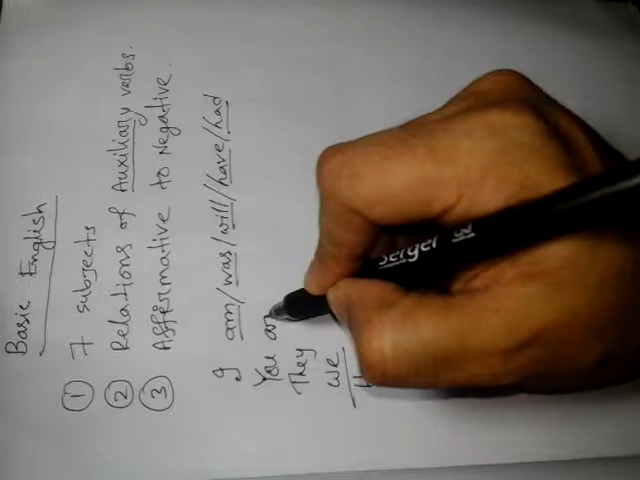 Basic English
① 7 subjects
② Relations of Auxiliary verbs.
③ Affirmative to Negative.
I am/was/will/have/had
You
They
we